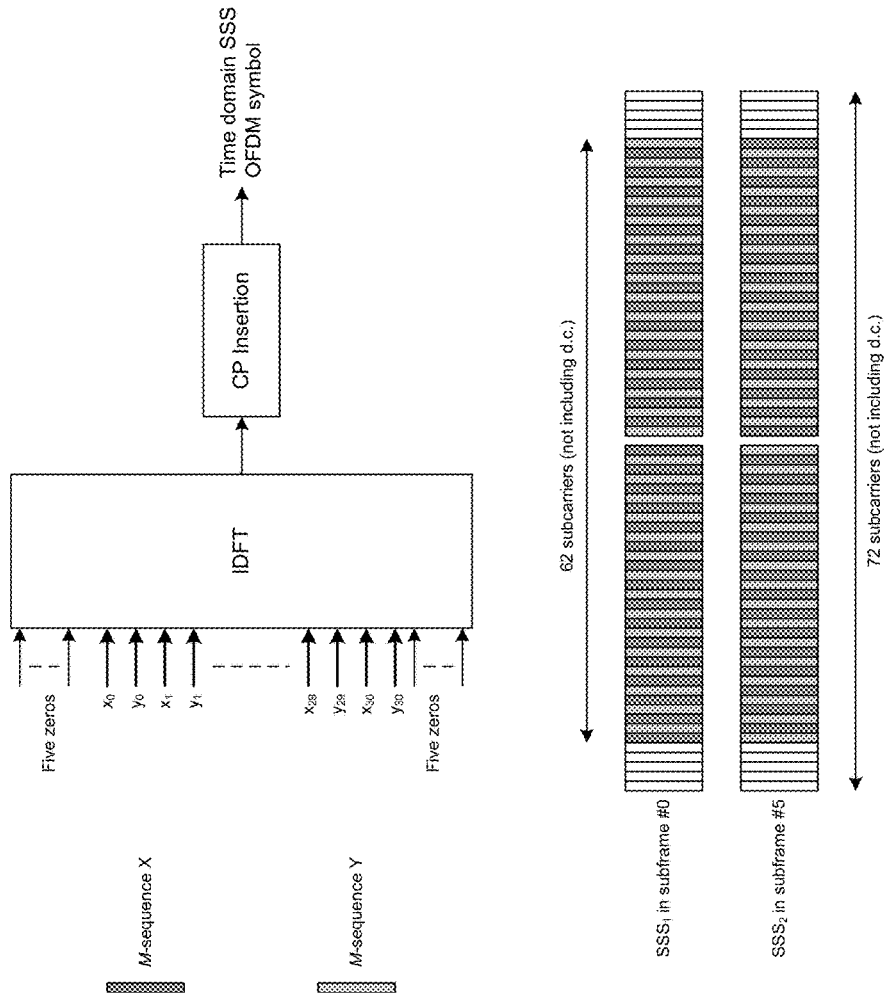 Time domain SSS
OFDM symbol
CP Insertion
IDFT
Five zeros
x0
y0
x1
y1
x29
y29
x30
y30
Five zeros
M-sequence X
M-sequence Y
62 subcarriers (not including d.c.)
SSS1 in subframe #0
SSS2 in subframe #5
72 subcarriers (not including d.c.)